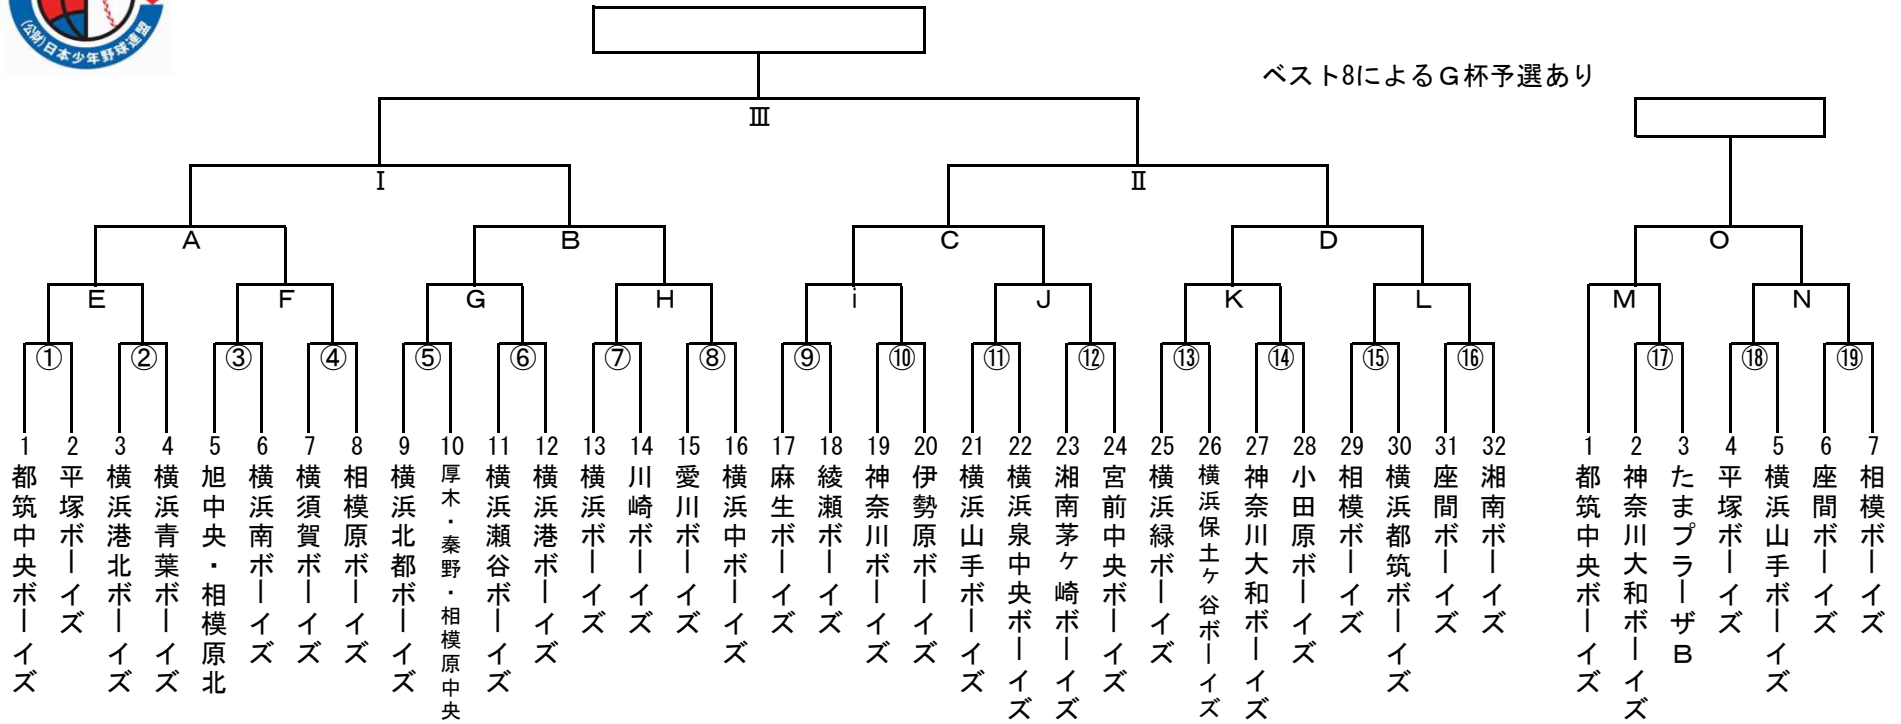 (公財)日本少年野球連盟
ベスト8によるG杯予選あり
Ⅲ
Ⅰ
Ⅱ
A
B
C
D
O
E
F
G
H
i
J
K
L
M
N
①
②
③
④
⑤
⑥
⑦
⑧
⑨
⑩
⑪
⑫
⑬
⑭
⑮
⑯
⑰
⑱
⑲
1 都筑中央ボーイズ
2 平塚ボーイズ
3 横浜港北ボーイズ
4 横浜青葉ボーイズ
5 旭中央・相模原北
6 横浜南ボーイズ
7 横須賀ボーイズ
8 相模原ボーイズ
9 横浜北都ボーイズ
10 厚木・秦野・相模原中央
11 横浜瀬谷ボーイズ
12 横浜港ボーイズ
13 横浜ボーイズ
14 川崎ボーイズ
15 愛川ボーイズ
16 横浜中ボーイズ
17 麻生ボーイズ
18 綾瀬ボーイズ
19 神奈川ボーイズ
20 伊勢原ボーイズ
21 横浜山手ボーイズ
22 横浜泉中央ボーイズ
23 湘南茅ケ崎ボーイズ
24 宮前中央ボーイズ
25 横浜緑ボーイズ
26 横浜保土ケ谷ボーイズ
27 神奈川大和ボーイズ
28 小田原ボーイズ
29 相模ボーイズ
30 横浜都筑ボーイズ
31 座間ボーイズ
32 湘南ボーイズ
1 都筑中央ボーイズ
2 神奈川大和ボーイズ
3 たまプラーザB
4 平塚ボーイズ
5 横浜山手ボーイズ
6 座間ボーイズ
7 相模ボーイズ